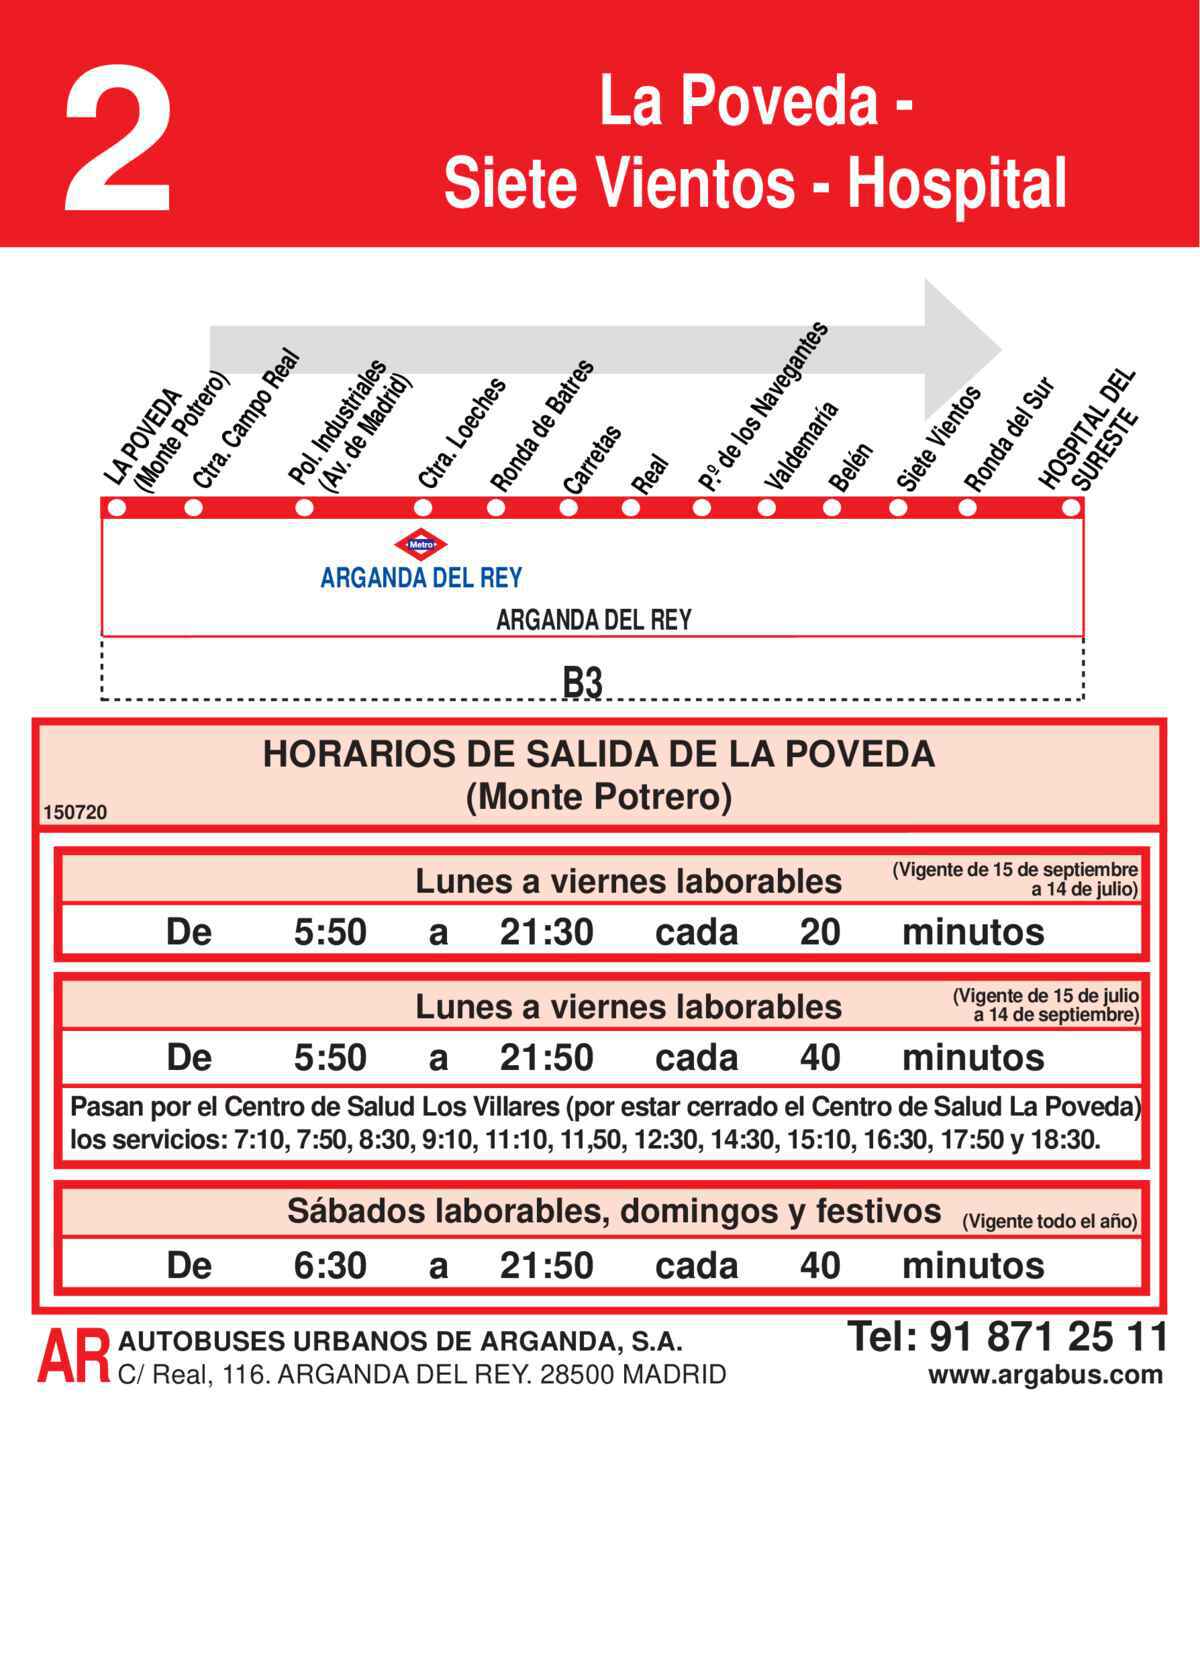 2
La Poveda -
Siete Vientos - Hospital
LA POVEDA
(Monte Potrero)
Ctra. Campo Real
Pol. Industriales
(Av. de Madrid)
Ctra. Loeches
Ronda de Batres
Carretas
Real
P.º de los Navegantes
Valdemaría
Belén
Siete Vientos
Ronda del Sur
HOSPITAL DEL
SURESTE
Metro
ARGANDA DEL REY
ARGANDA DEL REY
B3
HORARIOS DE SALIDA DE LA POVEDA
(Monte Potrero)
150720
Lunes a viernes laborables (Vigente de 15 de septiembre
a 14 de julio)
De 5:50 a 21:30 cada 20 minutos
Lunes a viernes laborables (Vigente de 15 de julio
a 14 de septiembre)
De 5:50 a 21:50 cada 40 minutos
Pasan por el Centro de Salud Los Villares (por estar cerrado el Centro de Salud La Poveda)
los servicios: 7:10, 7:50, 8:30, 9:10, 11:10, 11,50, 12:30, 14:30, 15:10, 16:30, 17:50 y 18:30.
Sábados laborables, domingos y festivos (Vigente todo el año)
De 6:30 a 21:50 cada 40 minutos
AR AUTOBUSES URBANOS DE ARGANDA, S.A.
C/ Real, 116. ARGANDA DEL REY. 28500 MADRID
Tel: 91 871 25 11
www.argabus.com